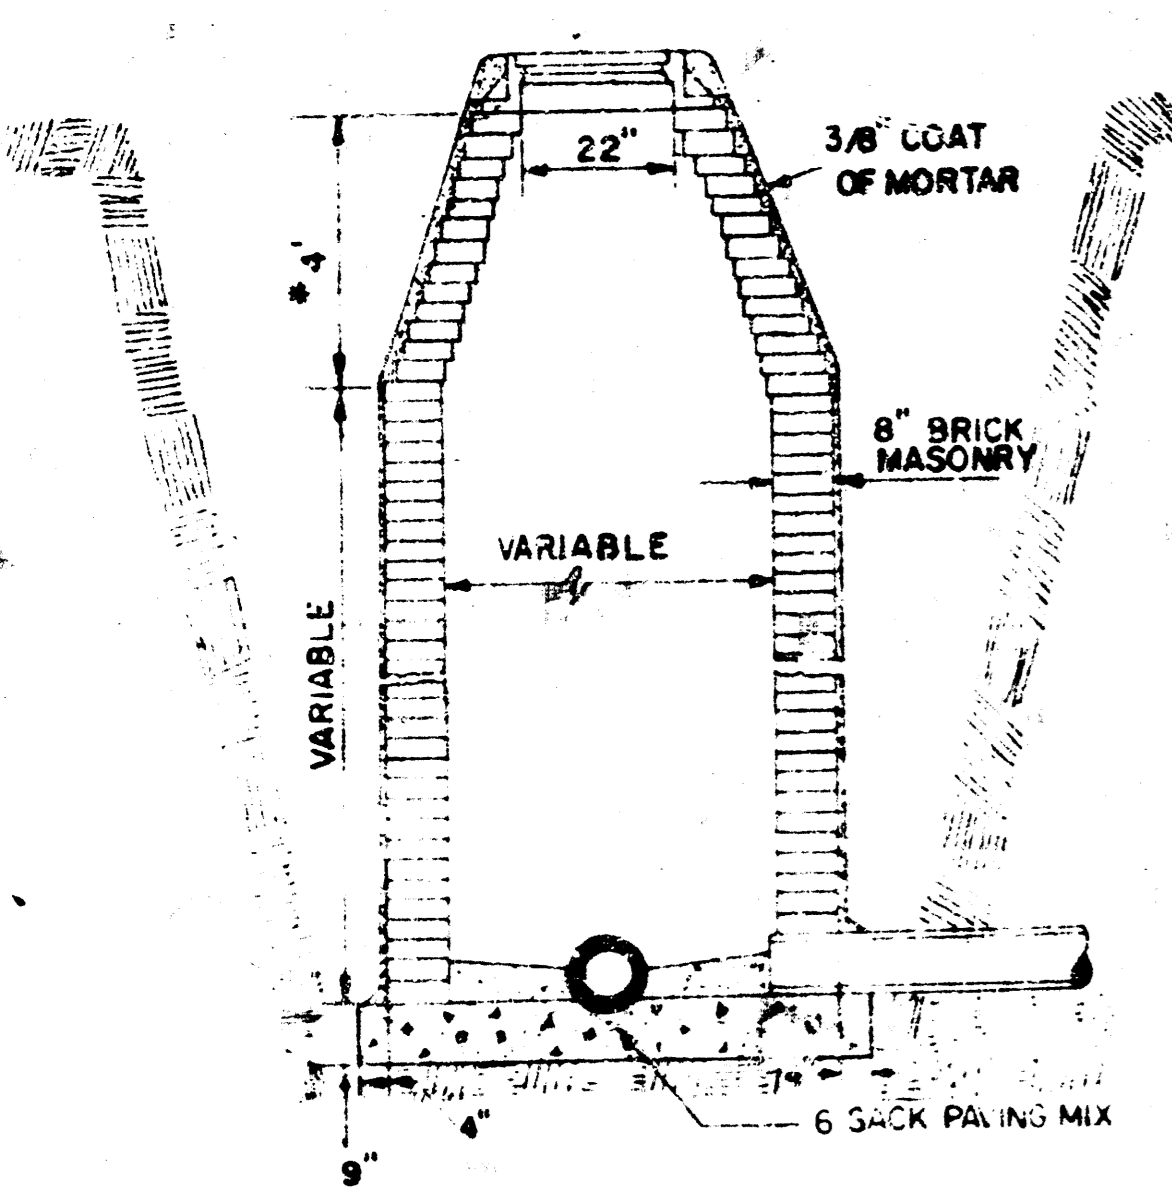 22"
3/8" COAT
OF MORTAR
* 4'
8" BRICK
MASONRY
VARIABLE
VARIABLE
4"
6 SACK PAVING MIX
9"